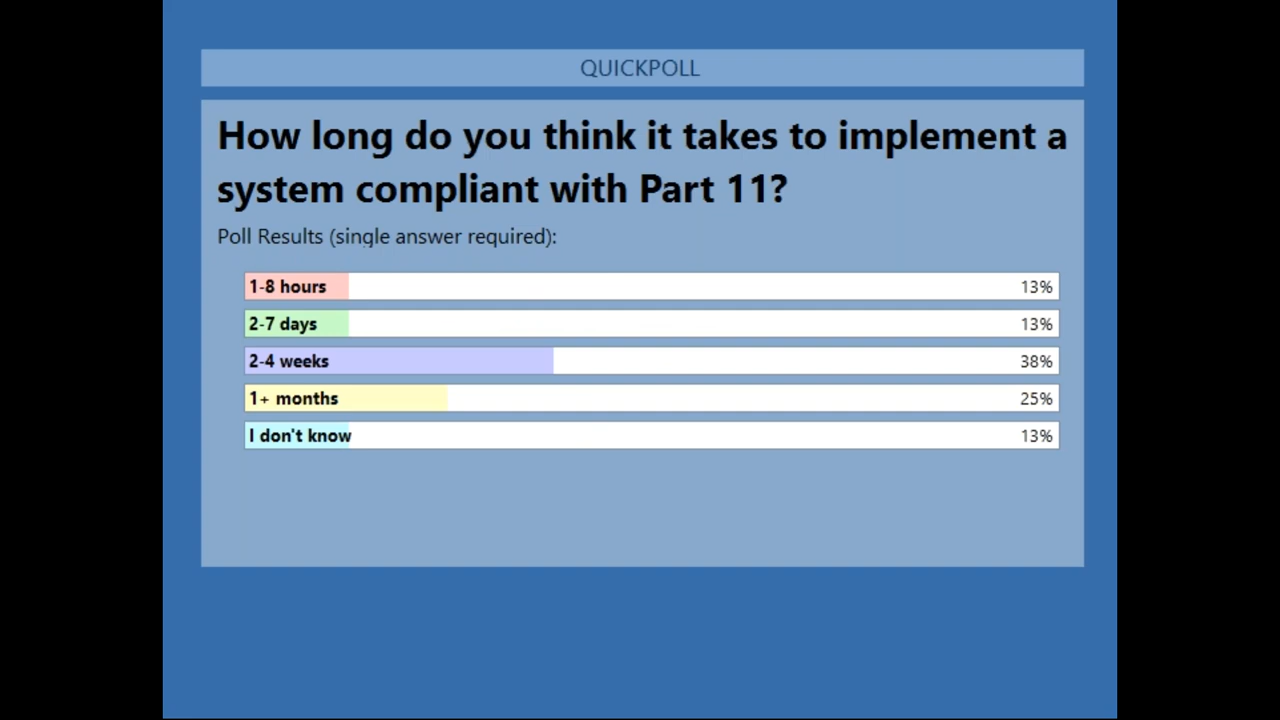 QUICKPOLL
How long do you think it takes to implement a
system compliant with Part 11?
Poll Results (single answer required):
1-8 hours 13%
2-7 days 13%
2-4 weeks 38%
1+ months 25%
I don't know 13%